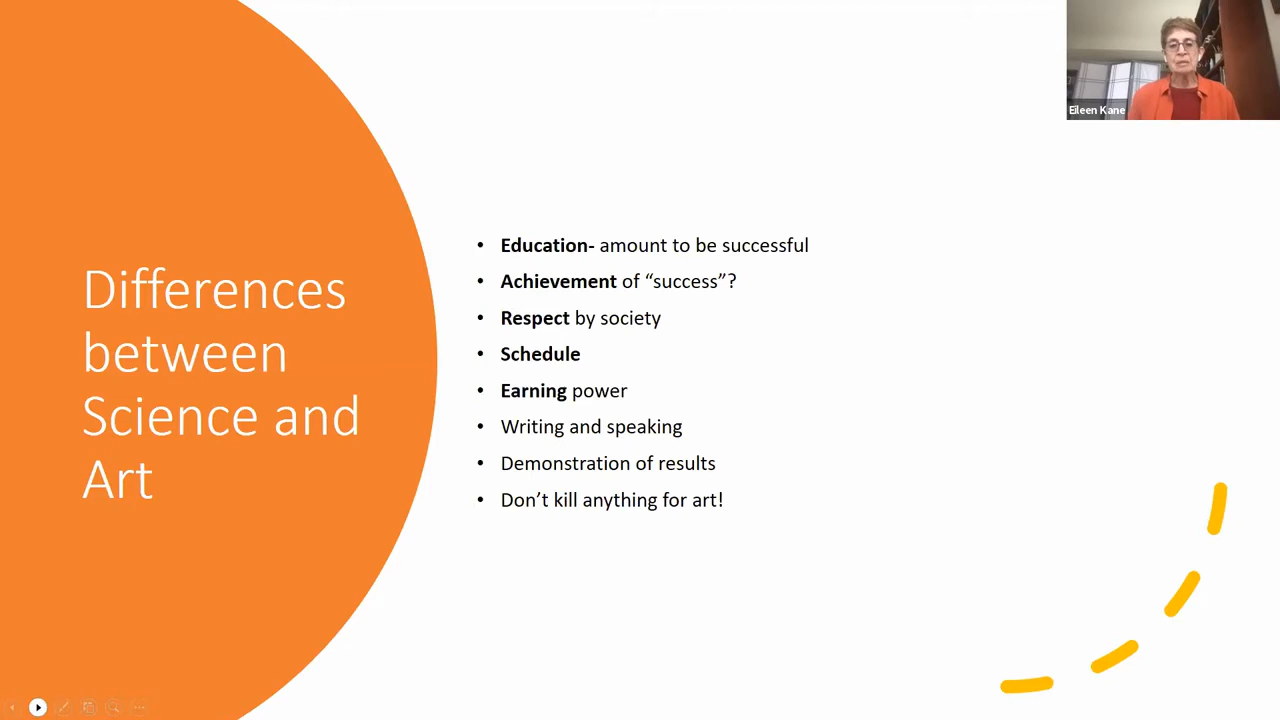 Eileen Kane
Differences
between
Science and
Art
• Education- amount to be successful
• Achievement of “success”?
• Respect by society
• Schedule
• Earning power
• Writing and speaking
• Demonstration of results
• Don’t kill anything for art!